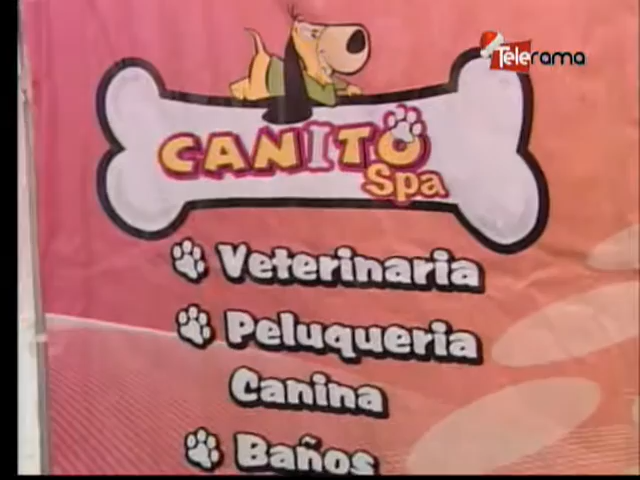 Telerama
CANITO
Spa
Veterinaria
Peluqueria
Canina
Baños